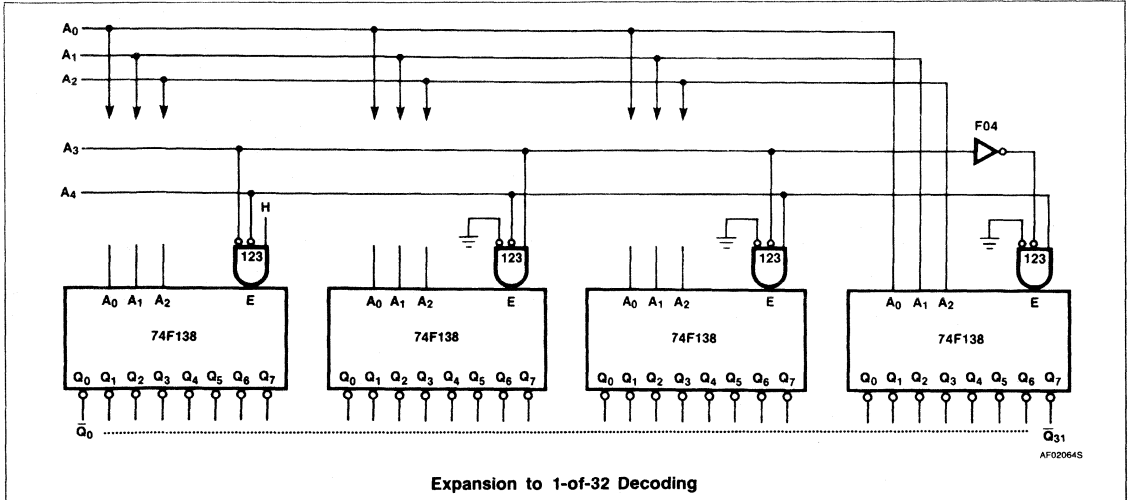 A0
A1
A2
A3
F04
A4
H
123 123 123 123
A0 A1 A2 E A0 A1 A2 E A0 A1 A2 E A0 A1 A2 E
74F138 74F138 74F138 74F138
Q0 Q1 Q2 Q3 Q4 Q5 Q6 Q7 Q0 Q1 Q2 Q3 Q4 Q5 Q6 Q7 Q0 Q1 Q2 Q3 Q4 Q5 Q6 Q7 Q0 Q1 Q2 Q3 Q4 Q5 Q6 Q7
Q̅0 Q̅31
AF02064S
Expansion to 1-of-32 Decoding